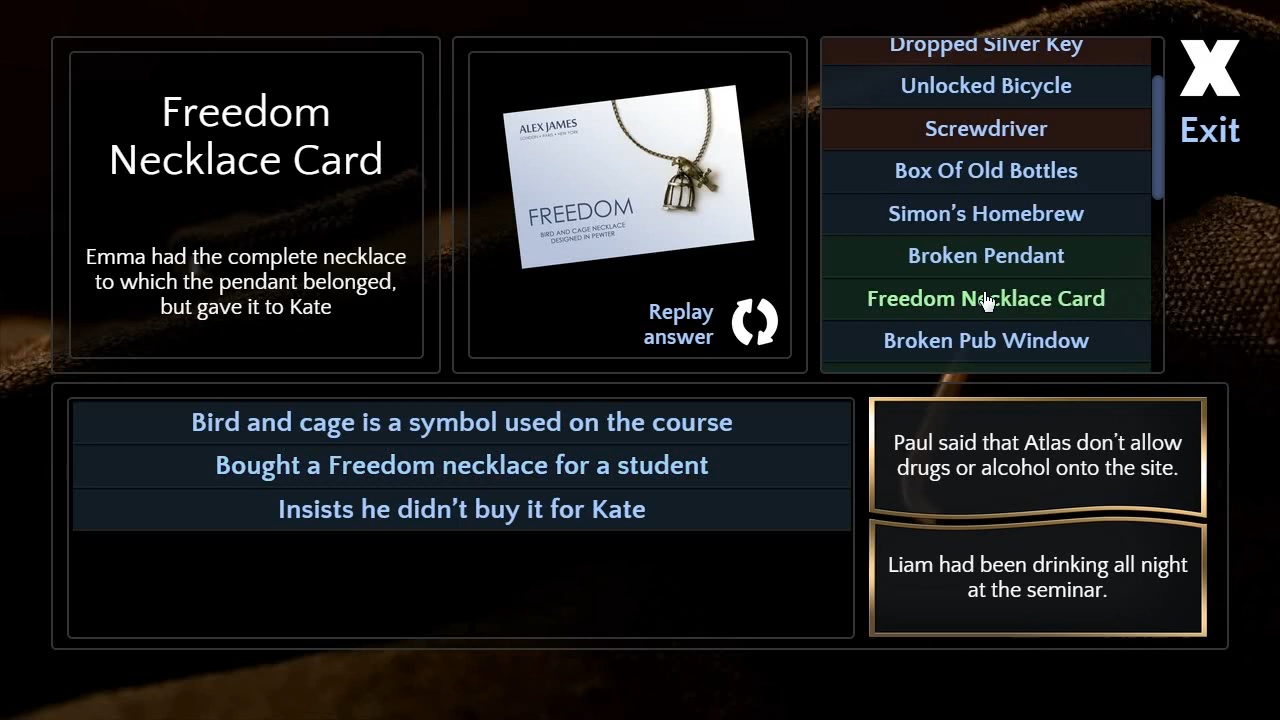 Freedom
Necklace Card
Emma had the complete necklace
to which the pendant belonged,
but gave it to Kate
ALEX JAMES
LONDON • PARIS • NEW YORK
FREEDOM
BIRD AND CAGE NECKLACE
DESIGNED IN PEWTER
Replay
answer
Dropped Silver Key
Unlocked Bicycle
Screwdriver
Box Of Old Bottles
Simon’s Homebrew
Broken Pendant
Freedom Necklace Card
Broken Pub Window
X
Exit
Bird and cage is a symbol used on the course
Bought a Freedom necklace for a student
Insists he didn’t buy it for Kate
Paul said that Atlas don’t allow
drugs or alcohol onto the site.
Liam had been drinking all night
at the seminar.